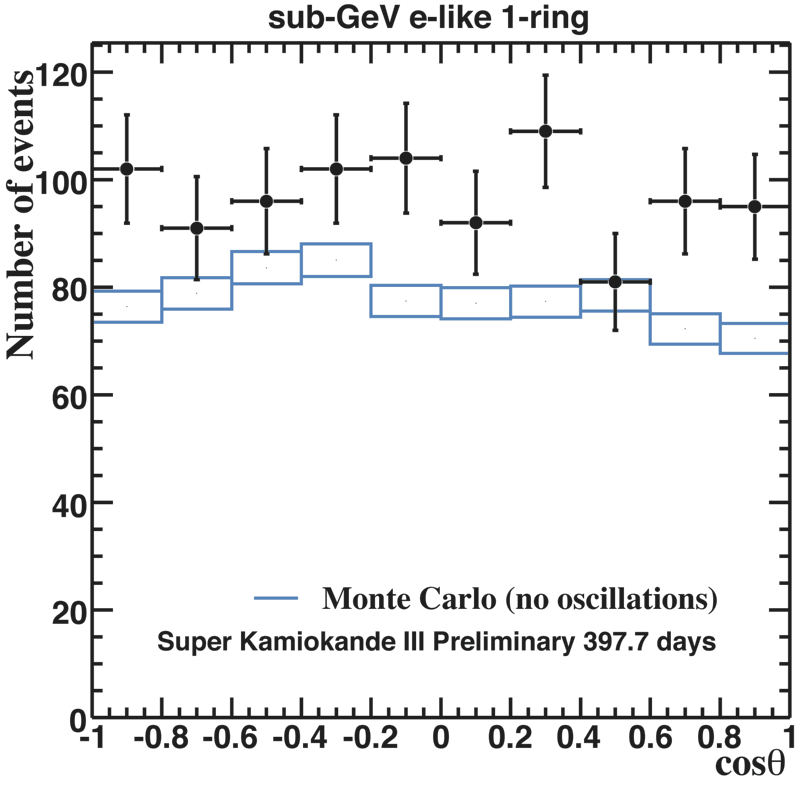 sub-GeV e-like 1-ring
Number of events
120
100
80
60
40
20
0
Monte Carlo (no oscillations)
Super Kamiokande III Preliminary 397.7 days
-1 -0.8 -0.6 -0.4 -0.2 0 0.2 0.4 0.6 0.8 1
cosθ